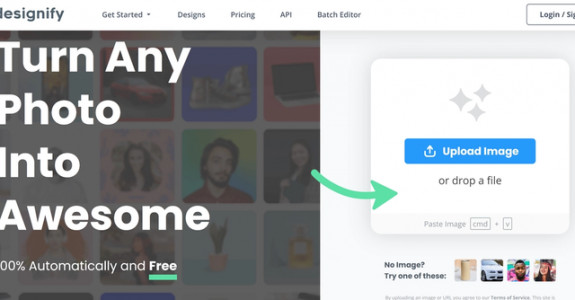 designify
Get Started Designs Pricing API Batch Editor Login / Sig
Turn Any
Photo
Into
Awesome
00% Automatically and Free
Upload Image
or drop a file
Paste Image cmd + v
No Image?
Try one of these:
By uploading an image or URL you agree to our Terms of Service. This site is